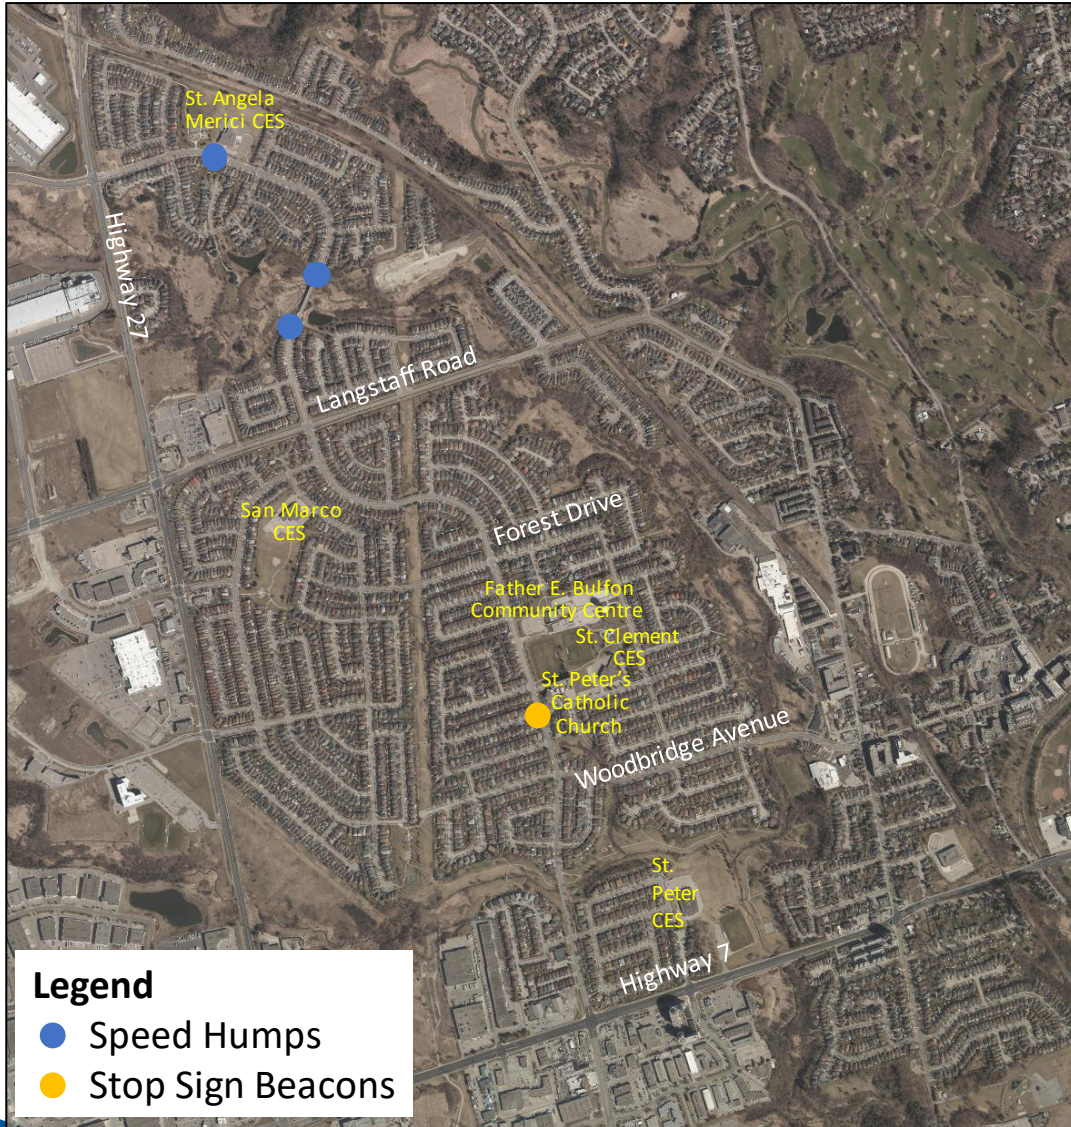 St. Angela
Merici CES
Highway 27
Langstaff Road
San Marco
CES
Forest Drive
Father E. Bulfon
Community Centre
St. Clement
CES
St. Peter's
Catholic
Church
Woodbridge Avenue
St.
Peter
CES
Highway 7
Legend
Speed Humps
Stop Sign Beacons